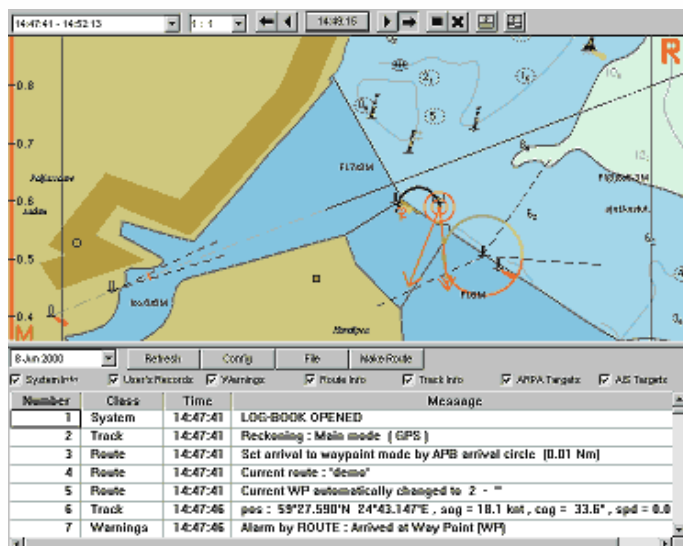 14:47:41 - 14:52:13
1 : 1
14:49.16
R
0.8
0.7
0.6
0.5
0.4
M
8 Jun 2000
Refresh
Config
File
Make Route
System Info
User's Records
Warnings
Route Info
Track Info
ARPA Targets
AIS Targets
Number Class Time Message
1 System 14:47:41 LOG-BOOK OPENED
2 Track 14:47:41 Reckoning : Main mode ( GPS )
3 Route 14:47:41 Set arrival to waypoint mode by APB arrival circle (0.01 Nm)
4 Route 14:47:41 Current route : "demo"
5 Route 14:47:41 Current WP automatically changed to 2 - ""
6 Track 14:47:46 pos : 59°27.590'N 24°43.147'E , sog = 18.1 knt , cog = 33.6° , spd = 0.0
7 Warnings 14:47:46 Alarm by ROUTE : Arrived at Way Point (WP)